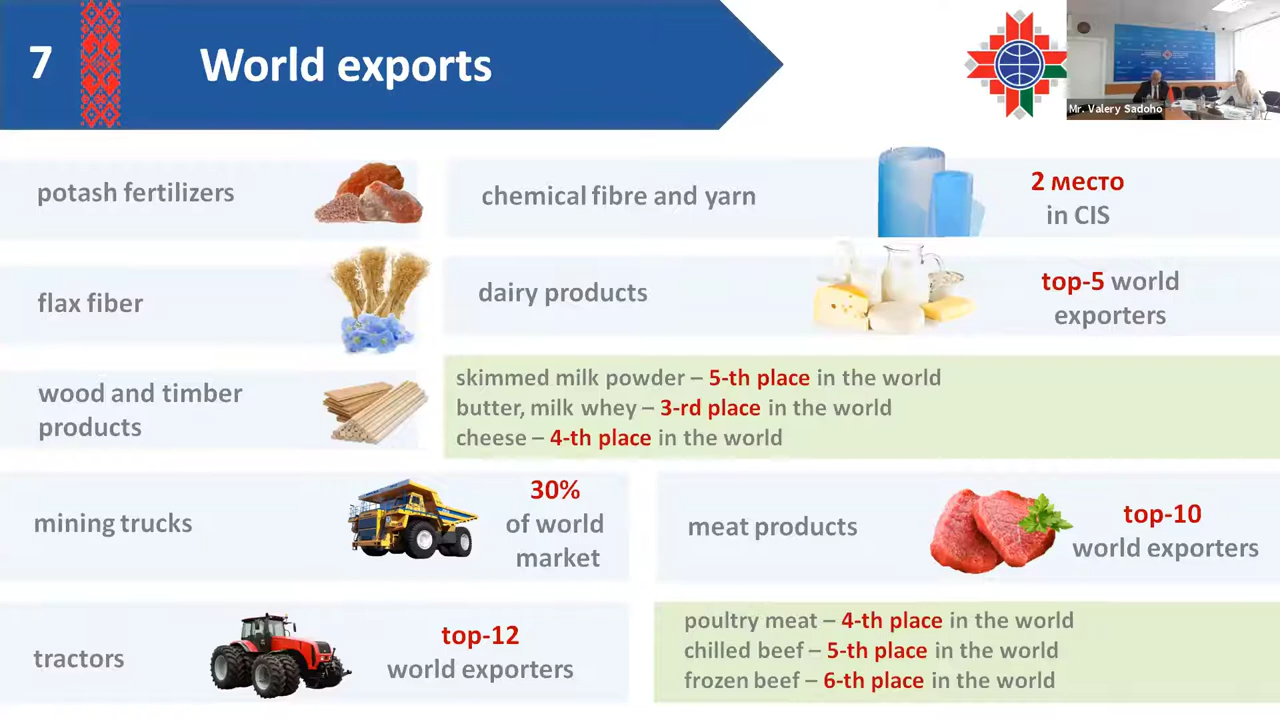 7
World exports
Mr. Valery Sadoho
potash fertilizers
chemical fibre and yarn
2 место
in CIS
flax fiber
dairy products
top-5 world
exporters
wood and timber
products
skimmed milk powder – 5-th place in the world
butter, milk whey – 3-rd place in the world
cheese – 4-th place in the world
mining trucks
30%
of world
market
meat products
top-10
world exporters
tractors
top-12
world exporters
poultry meat – 4-th place in the world
chilled beef – 5-th place in the world
frozen beef – 6-th place in the world